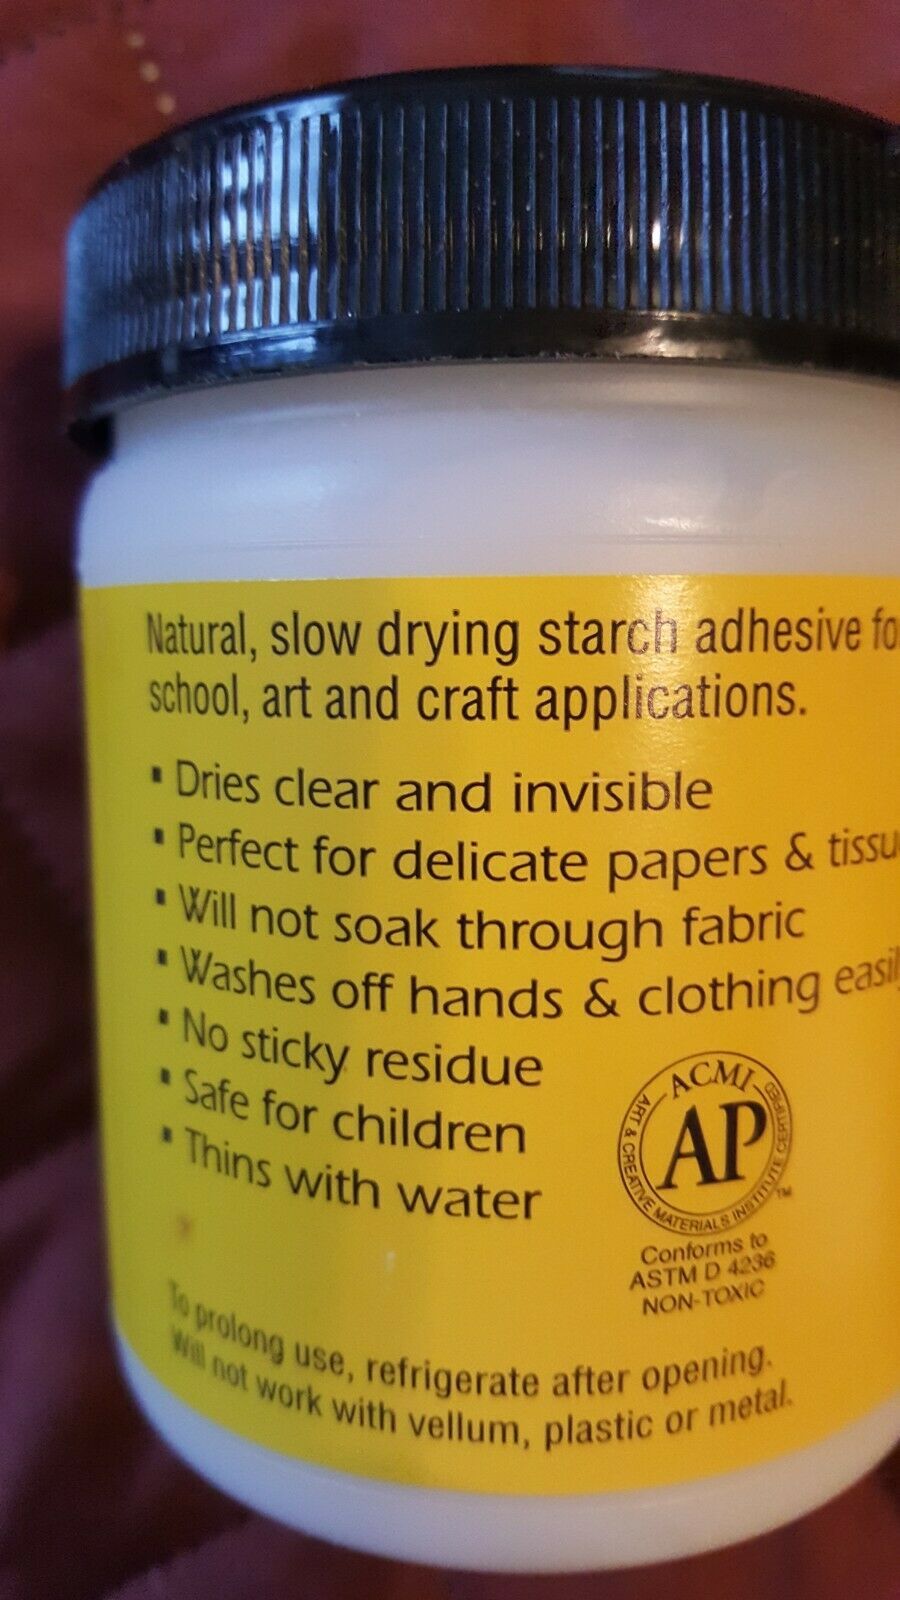 Natural, slow drying starch adhesive fo
school, art and craft applications.
▪ Dries clear and invisible
▪ Perfect for delicate papers & tissu
▪ Will not soak through fabric
▪ Washes off hands & clothing easil
▪ No sticky residue
▪ Safe for children
▪ Thins with water
ACMI
AP
ART & CREATIVE MATERIALS INSTITUTE CERTIFIED
TM
Conforms to
ASTM D 4236
NON-TOXIC
To prolong use, refrigerate after opening.
Will not work with vellum, plastic or metal.